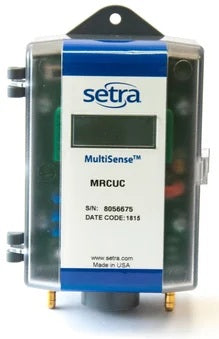 setra
MultiSense™
MRCUC
S/N: 8056675
DATE CODE: 1815
www.setra.com
Made in USA